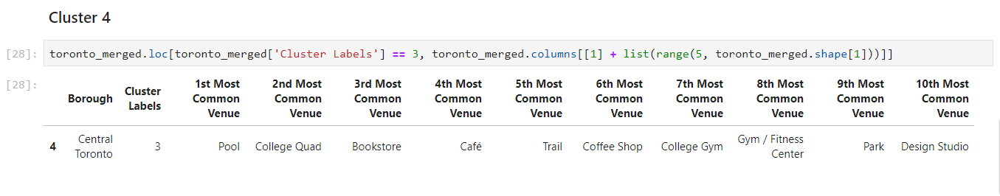 Cluster 4
[28]: toronto_merged.loc[toronto_merged['Cluster Labels'] == 3, toronto_merged.columns[[1] + list(range(5, toronto_merged.shape[1]))]]
[28]:
Borough Cluster Labels 1st Most Common Venue 2nd Most Common Venue 3rd Most Common Venue 4th Most Common Venue 5th Most Common Venue 6th Most Common Venue 7th Most Common Venue 8th Most Common Venue 9th Most Common Venue 10th Most Common Venue
4 Central Toronto 3 Pool College Quad Bookstore Café Trail Coffee Shop College Gym Gym / Fitness Center Park Design Studio